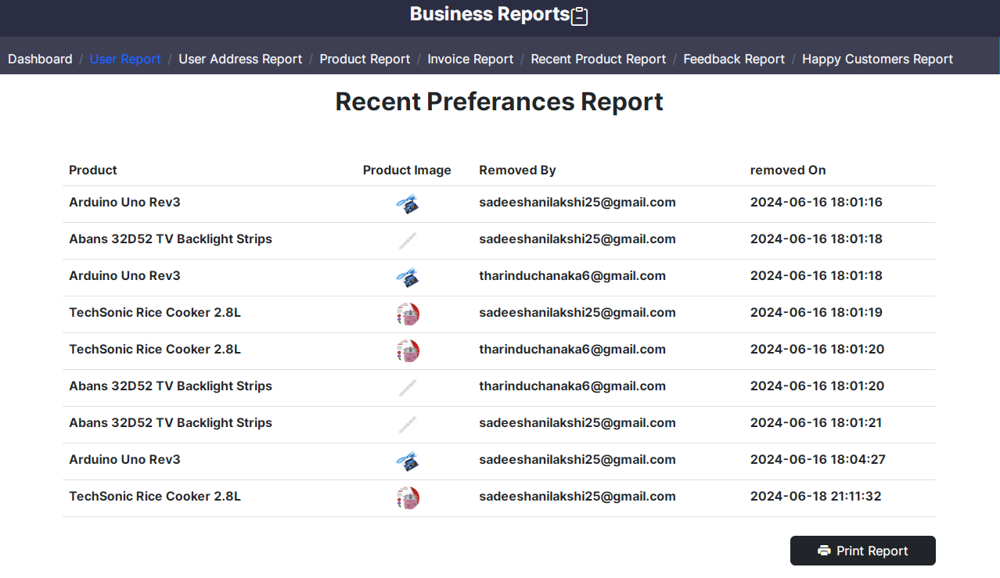 Business Reports
Dashboard / User Report / User Address Report / Product Report / Invoice Report / Recent Product Report / Feedback Report / Happy Customers Report
Recent Preferances Report
Product Product Image Removed By removed On
Arduino Uno Rev3 sadeeshanilakshi25@gmail.com 2024-06-16 18:01:16
Abans 32D52 TV Backlight Strips sadeeshanilakshi25@gmail.com 2024-06-16 18:01:18
Arduino Uno Rev3 tharinduchanaka6@gmail.com 2024-06-16 18:01:18
TechSonic Rice Cooker 2.8L sadeeshanilakshi25@gmail.com 2024-06-16 18:01:19
TechSonic Rice Cooker 2.8L tharinduchanaka6@gmail.com 2024-06-16 18:01:20
Abans 32D52 TV Backlight Strips tharinduchanaka6@gmail.com 2024-06-16 18:01:20
Abans 32D52 TV Backlight Strips sadeeshanilakshi25@gmail.com 2024-06-16 18:01:21
Arduino Uno Rev3 sadeeshanilakshi25@gmail.com 2024-06-16 18:04:27
TechSonic Rice Cooker 2.8L sadeeshanilakshi25@gmail.com 2024-06-18 21:11:32
Print Report